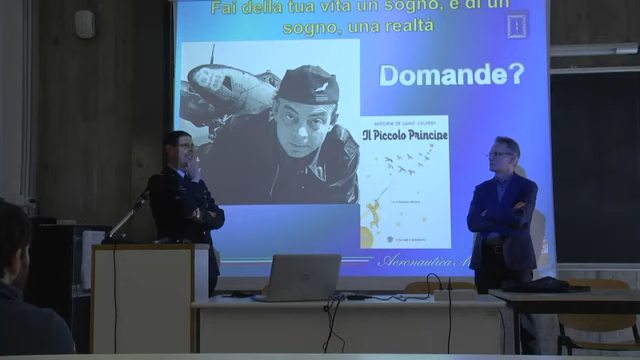 Fai della tua vita un sogno, e di un
sogno, una realtà
Domande?
ANTOINE DE SAINT-EXUPÉRY
Il Piccolo Principe
Aeronautica M